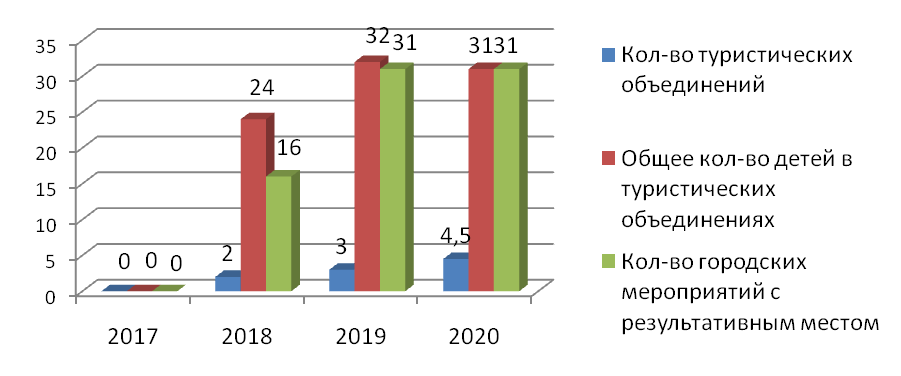 35
30
25
20
15
10
5
0
0 0 0
2 24 16
3 32 31
4,5 31 31
2017 2018 2019 2020
Кол-во туристических
объединений
Общее кол-во детей в
туристических
объединениях
Кол-во городских
мероприятий с
результативным местом